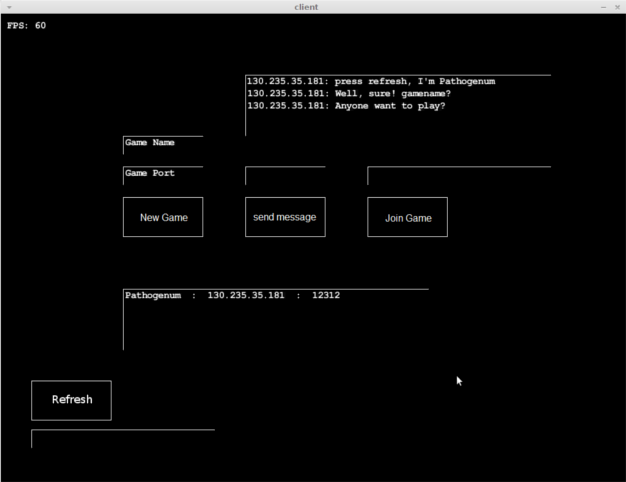 client
FPS: 60
130.235.35.181: press refresh, I'm Pathogenum
130.235.35.181: Well, sure! gamename?
130.235.35.181: Anyone want to play?
Game Name
Game Port
New Game
send message
Join Game
Pathogenum : 130.235.35.181 : 12312
Refresh